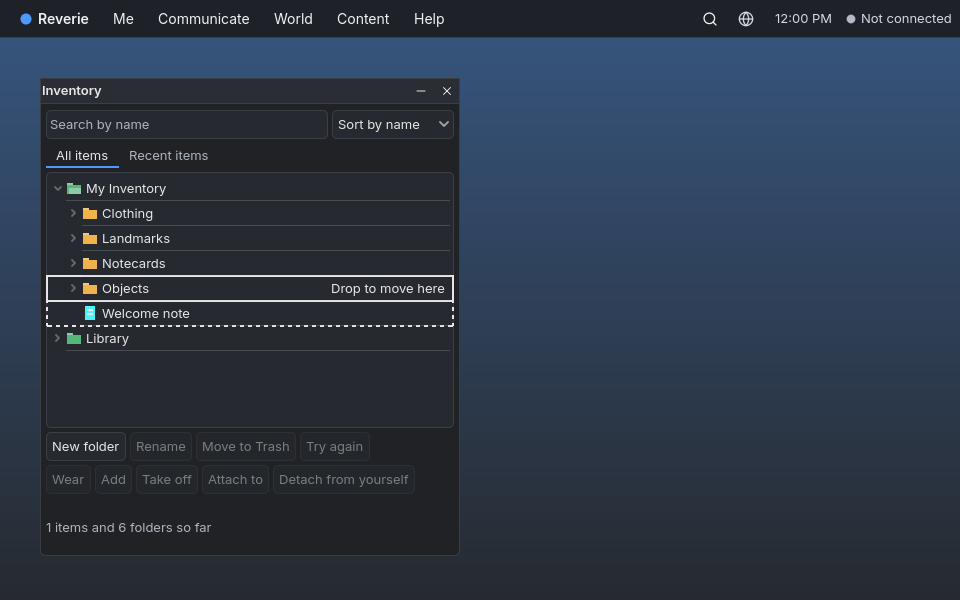 Reverie Me Communicate World Content Help 12:00 PM Not connected
Inventory
Search by name Sort by name
All items Recent items
My Inventory
Clothing
Landmarks
Notecards
Objects Drop to move here
Welcome note
Library
New folder Rename Move to Trash Try again
Wear Add Take off Attach to Detach from yourself
1 items and 6 folders so far